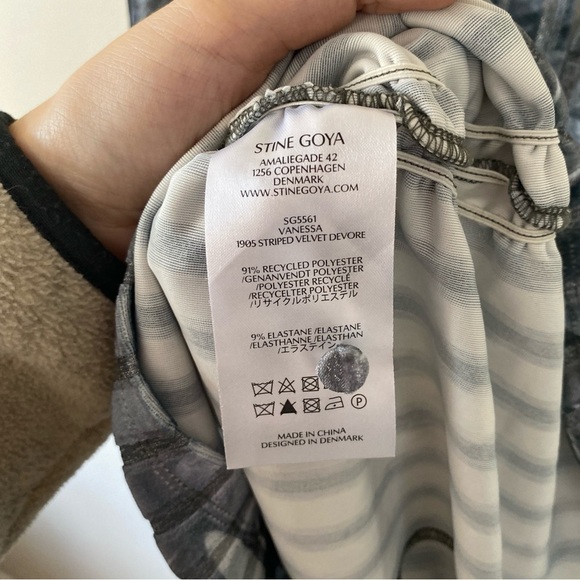 STINE GOYA
AMALIEGADE 42
1256 COPENHAGEN
DENMARK
WWW.STINEGOYA.COM
SG5561
VANESSA
1905 STRIPED VELVET DEVORE
91% RECYCLED POLYESTER
/GENANVENDT POLYESTER
/POLYESTER RECYCLÉ
/RECYCELTER POLYESTER
/リサイクルポリエステル
9% ELASTANE/ELASTANE
/ELASTHANNE/ELASTHAN
/エラステイン
P
MADE IN CHINA
DESIGNED IN DENMARK